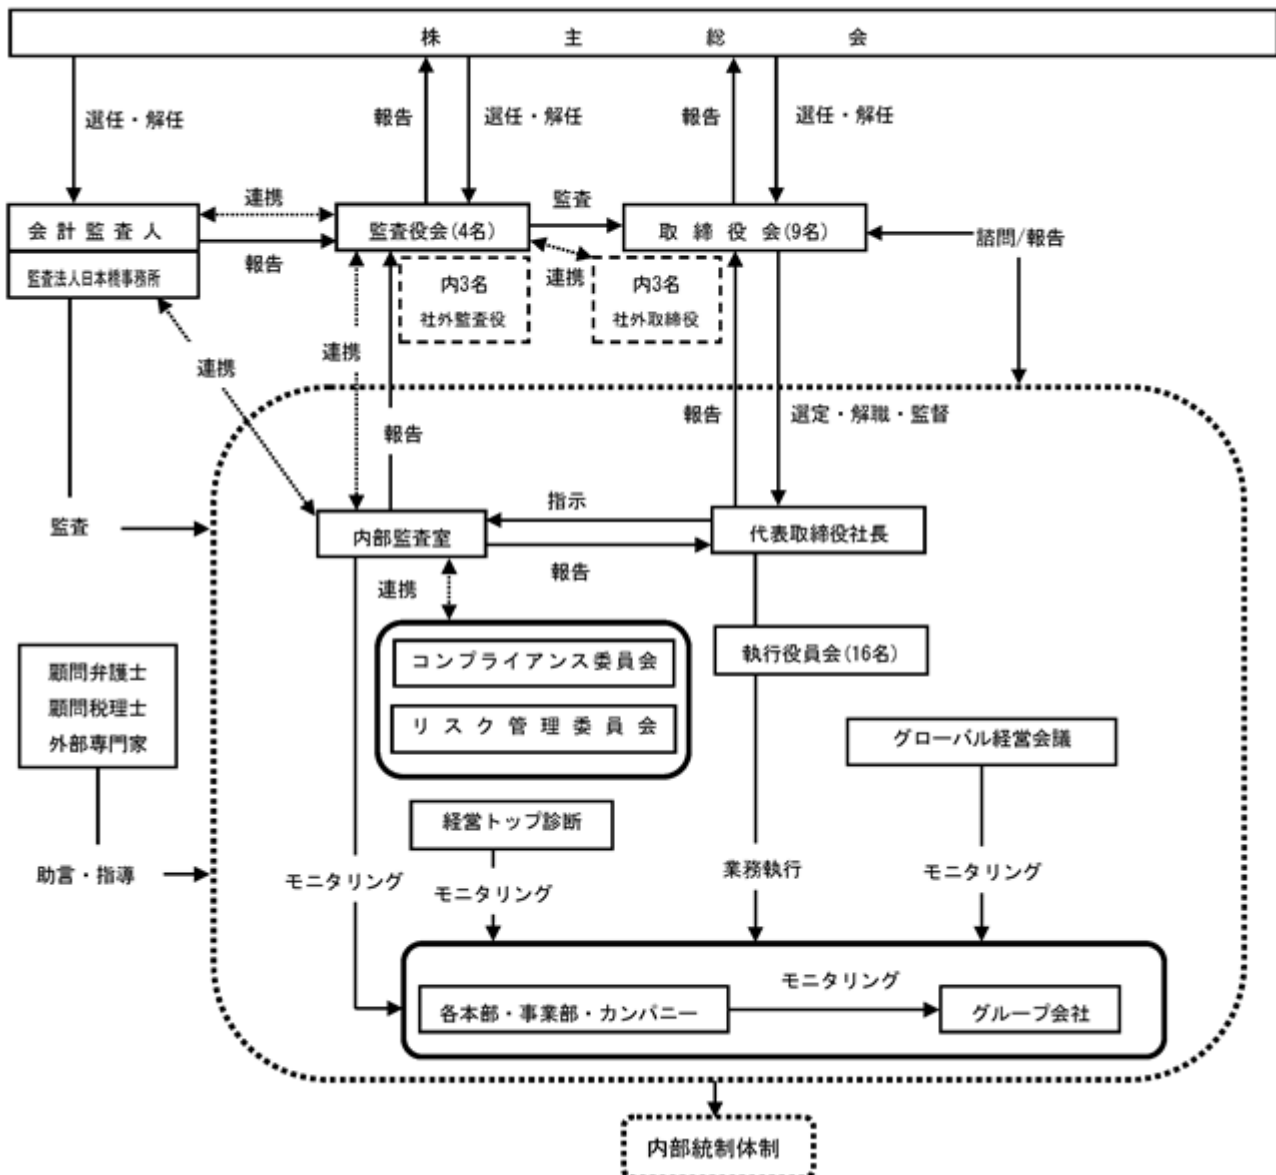 株主総会
選任・解任
報告
選任・解任
報告
選任・解任
連携
監査
会計監査人
監査役会(4名)
取締役会(9名)
諮問/報告
報告
監査法人日本橋事務所
内3名
社外監査役
連携
内3名
社外取締役
連携
連携
報告
報告
選定・解職・監督
監査
指示
内部監査室
代表取締役社長
報告
連携
コンプライアンス委員会
リスク管理委員会
執行役員会(16名)
顧問弁護士
顧問税理士
外部専門家
グローバル経営会議
経営トップ診断
助言・指導
モニタリング
モニタリング
業務執行
モニタリング
モニタリング
各本部・事業部・カンパニー
グループ会社
内部統制体制